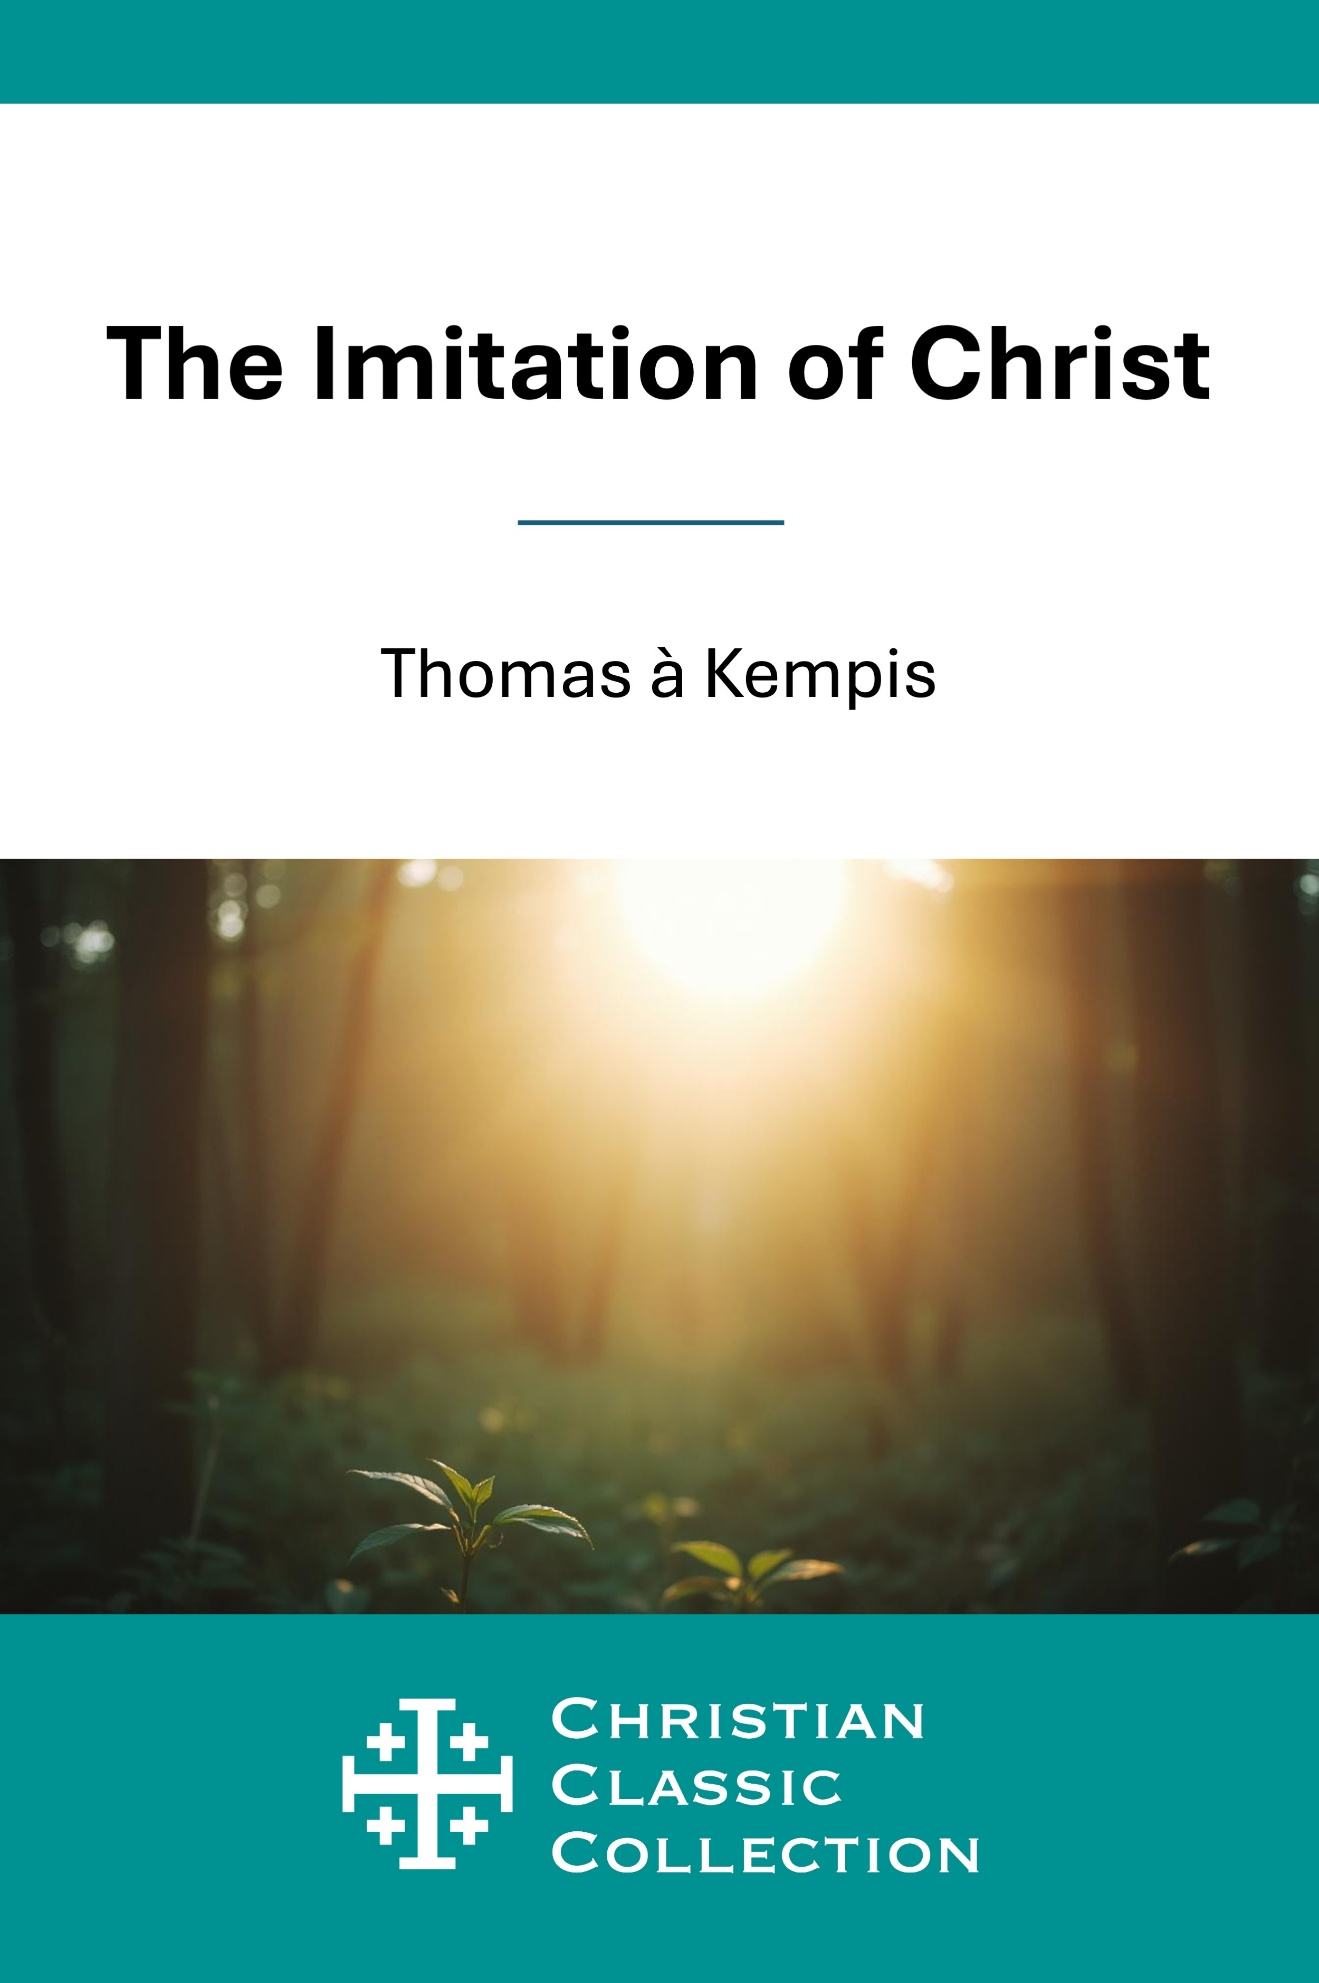 The Imitation of Christ
Thomas à Kempis
CHRISTIAN
CLASSIC
COLLECTION